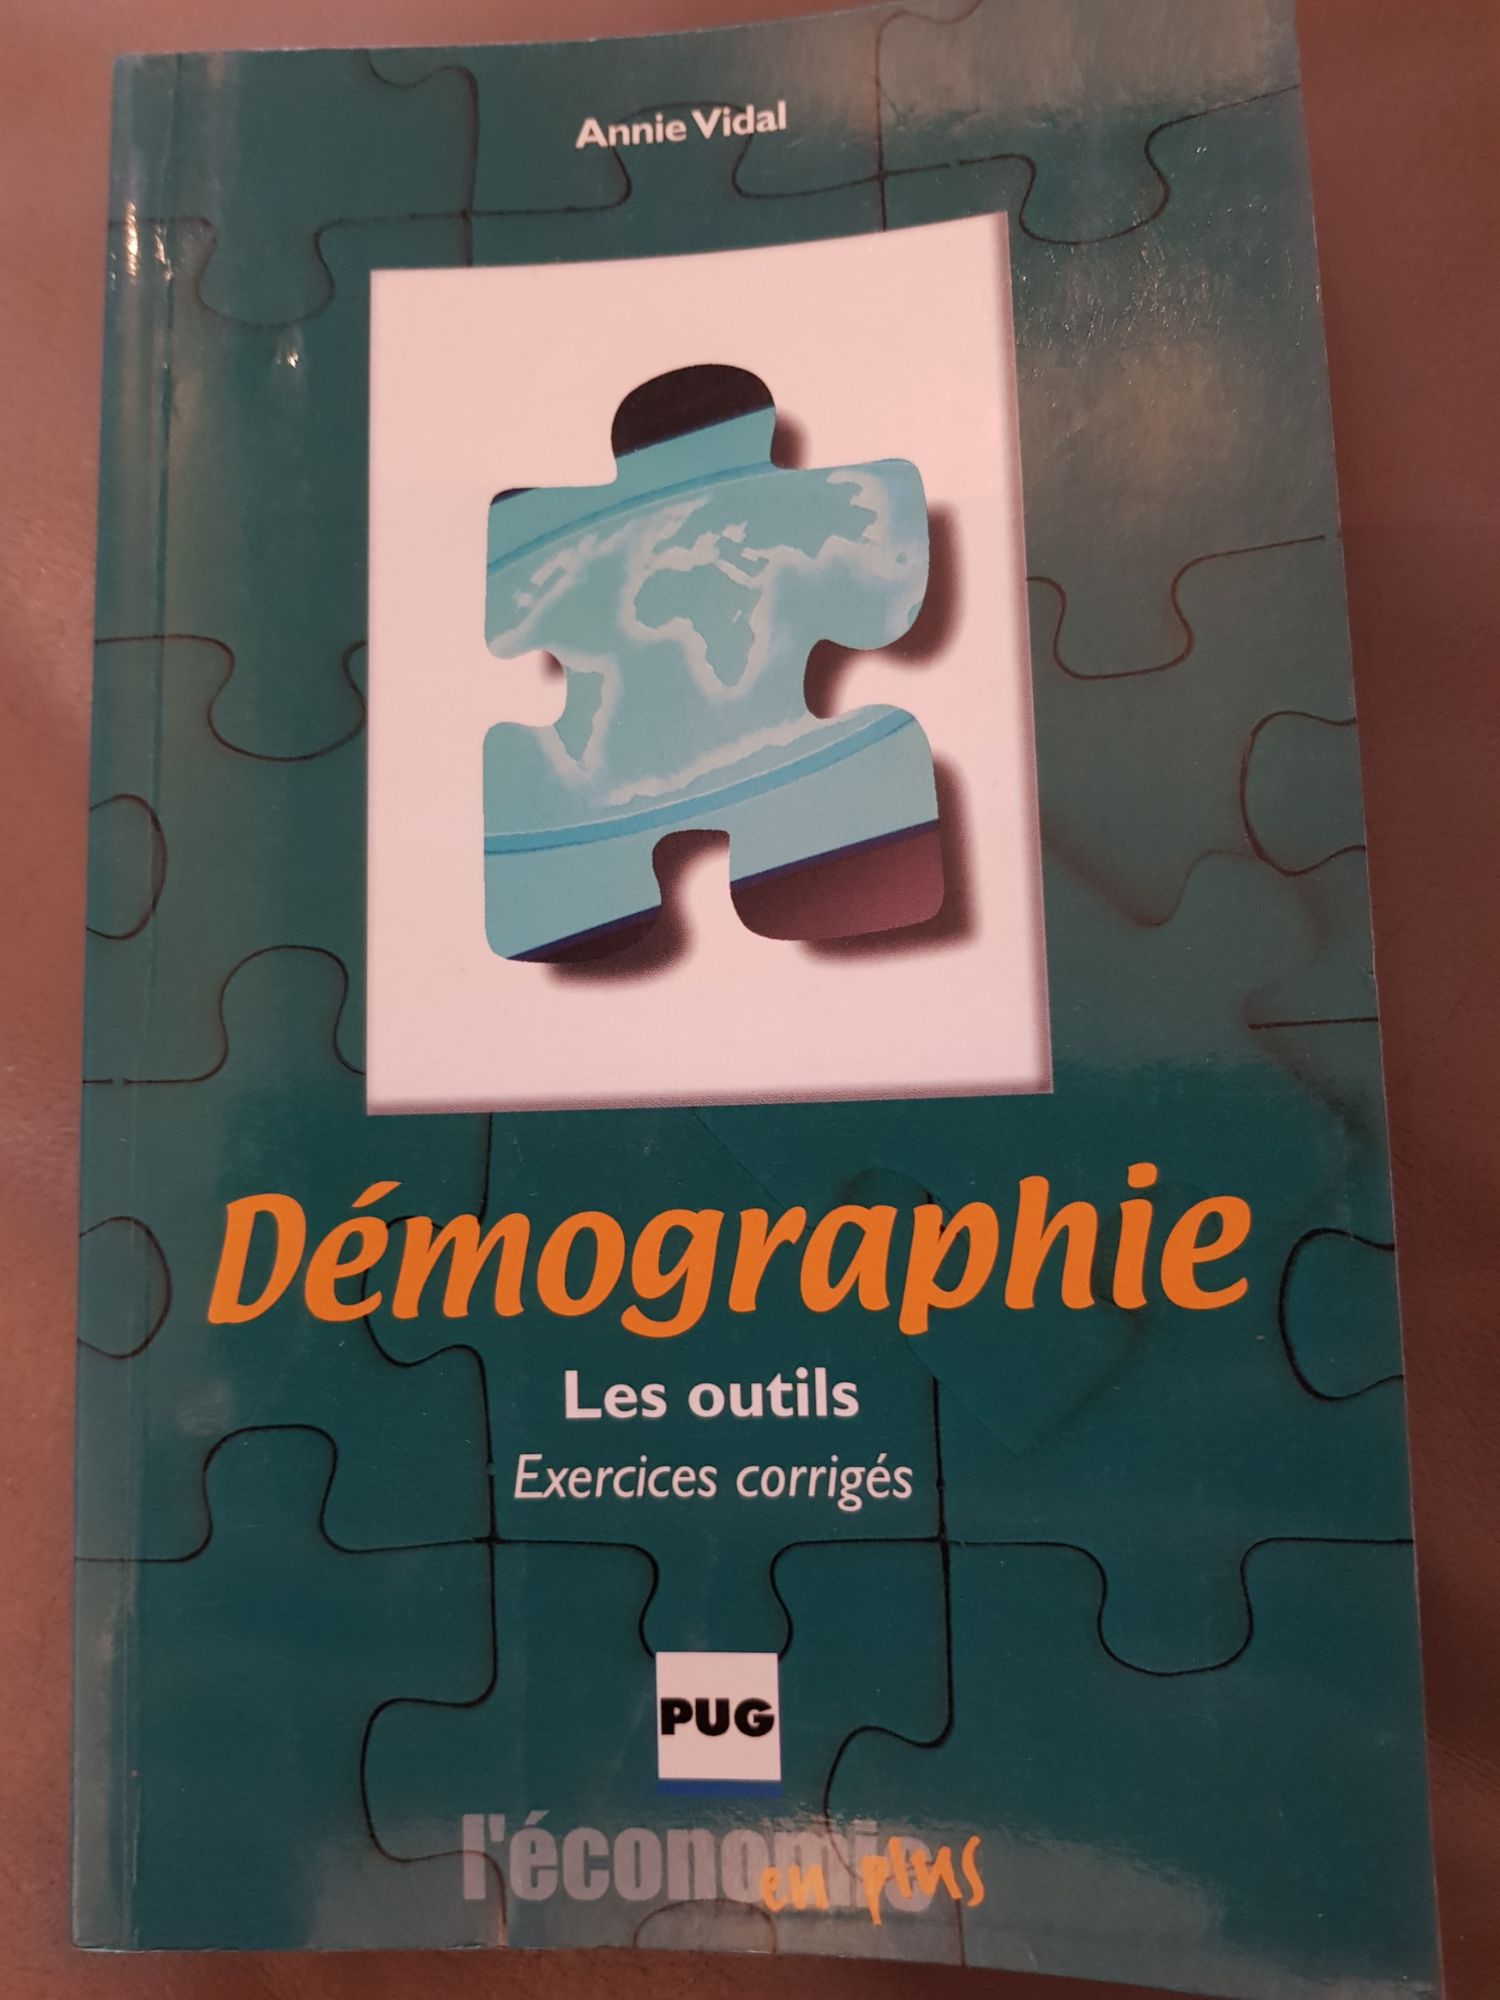 Annie Vidal
Démographie
Les outils
Exercices corrigés
PUG
l'économie
en plus